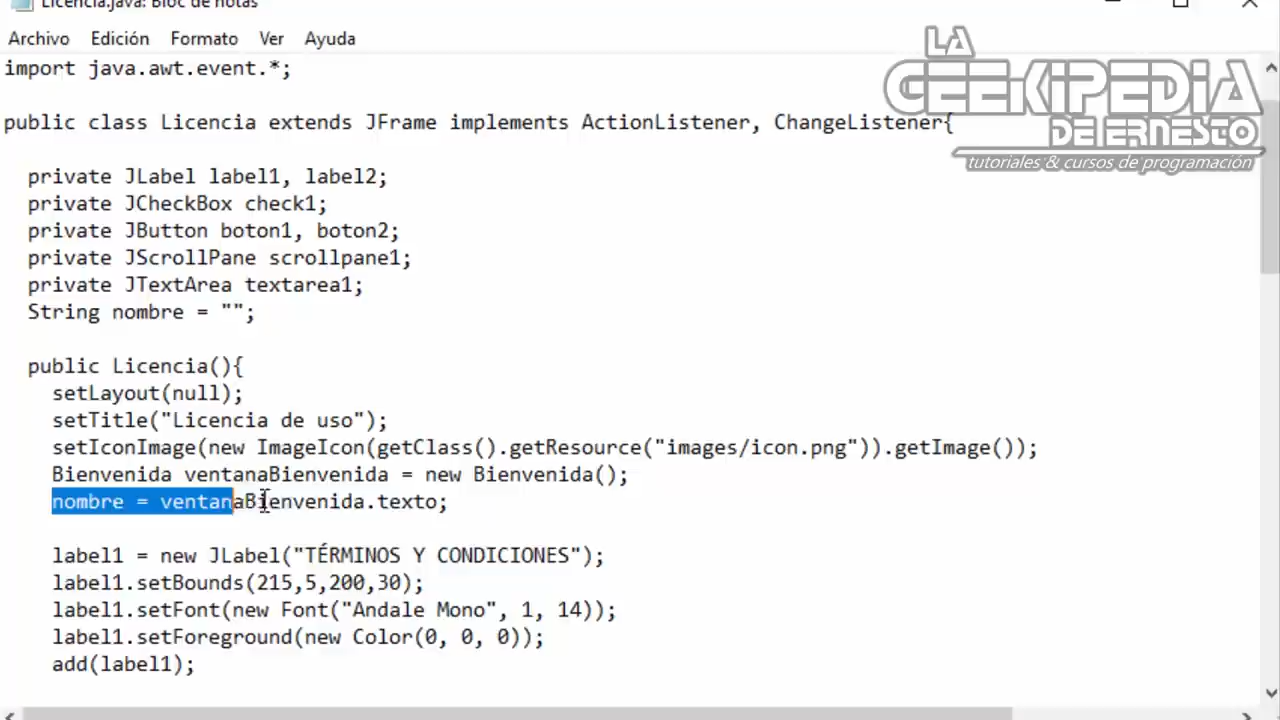 Licencia.java: Bloc de notas
Archivo Edición Formato Ver Ayuda
import java.awt.event.*;
LA
GEEKIPEDIA
DE ERNESTO
tutoriales & cursos de programación
public class Licencia extends JFrame implements ActionListener, ChangeListener{
private JLabel label1, label2;
private JCheckBox check1;
private JButton boton1, boton2;
private JScrollPane scrollpane1;
private JTextArea textarea1;
String nombre = "";
public Licencia(){
setLayout(null);
setTitle("Licencia de uso");
setIconImage(new ImageIcon(getClass().getResource("images/icon.png")).getImage());
Bienvenida ventanaBienvenida = new Bienvenida();
nombre = ventanaBienvenida.texto;
label1 = new JLabel("TÉRMINOS Y CONDICIONES");
label1.setBounds(215,5,200,30);
label1.setFont(new Font("Andale Mono", 1, 14));
label1.setForeground(new Color(0, 0, 0));
add(label1);